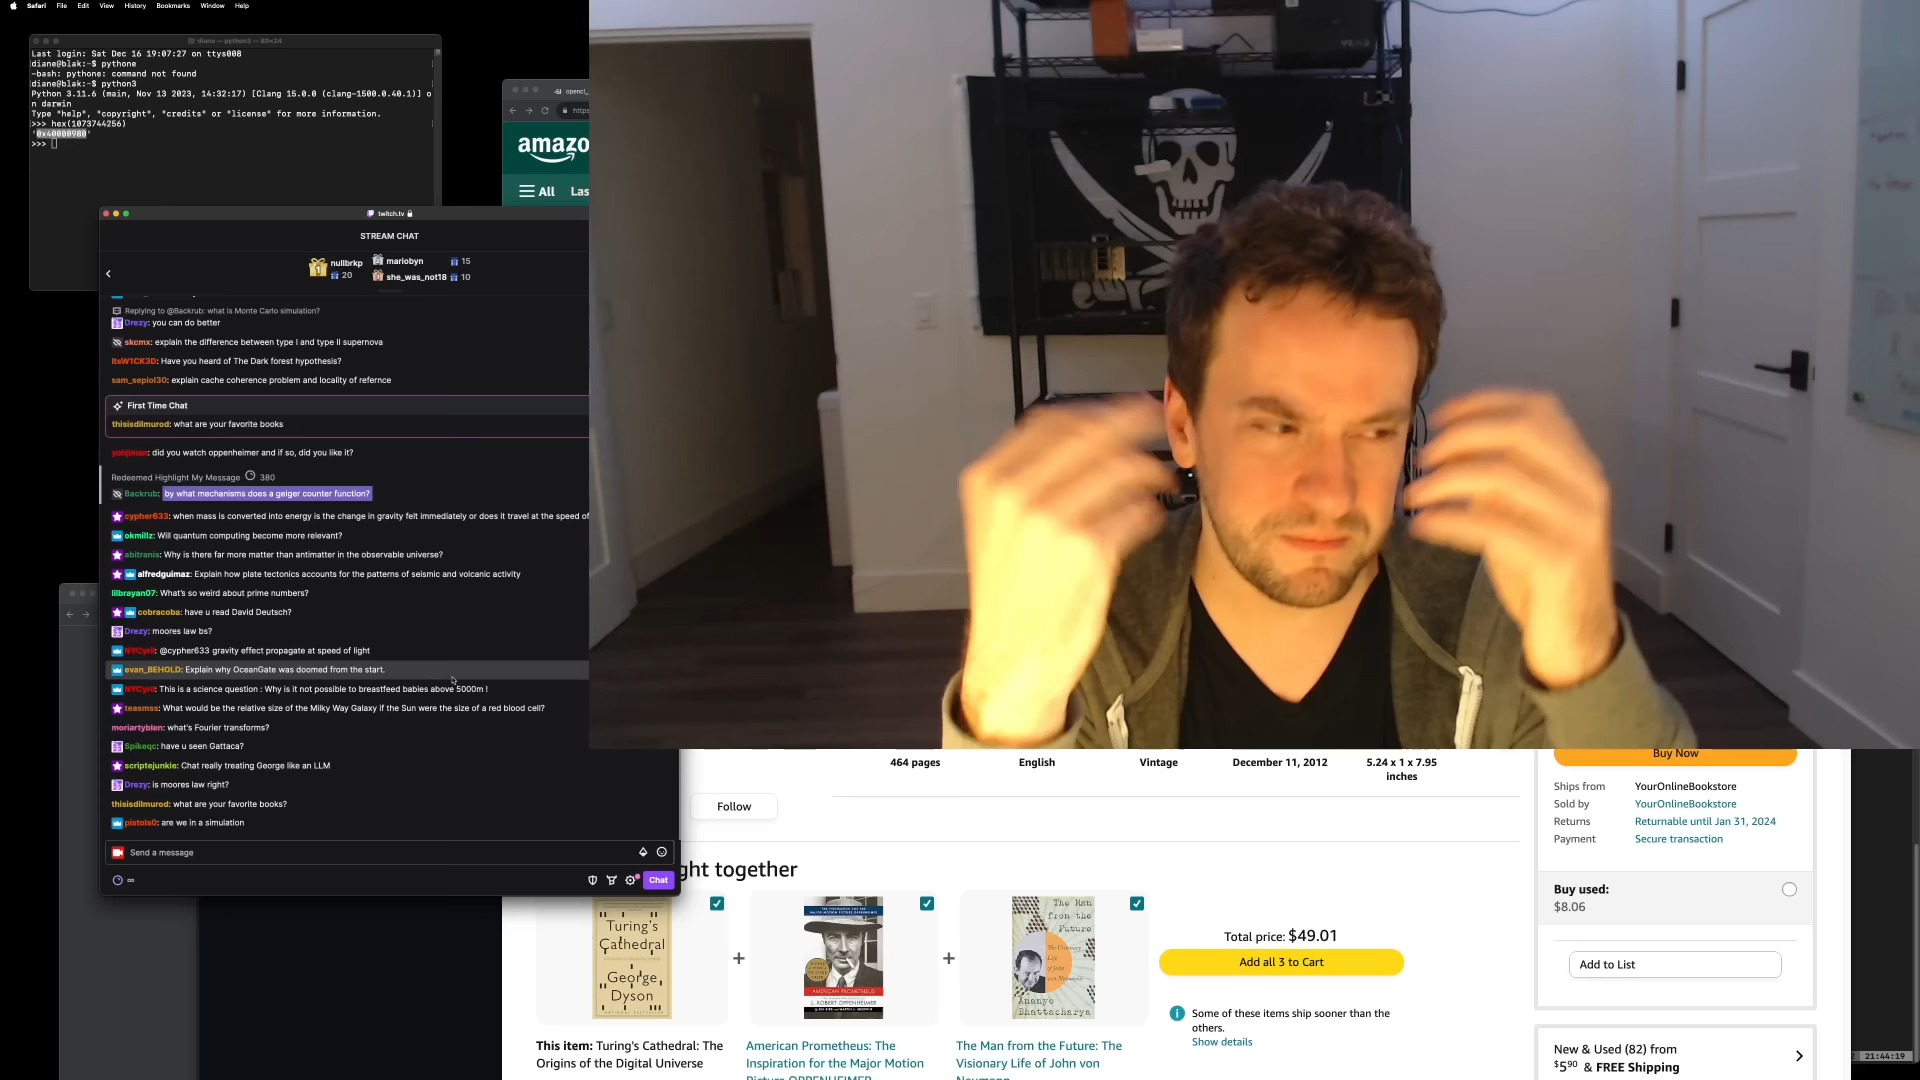 Safari File Edit View History Bookmarks Window Help
diane — python3 — 80×24
Last login: Sat Dec 16 19:07:27 on ttys008
diane@blak:~$ pythone
-bash: pythone: command not found
diane@blak:~$ python3
Python 3.11.6 (main, Nov 13 2023, 14:32:17) [Clang 15.0.0 (clang-1500.0.40.1)] o
n darwin
Type "help", "copyright", "credits" or "license" for more information.
>>> hex(1073744256)
'0x40000980'
>>>
opencl_
https
amazo
All Las
twitch.tv
STREAM CHAT
nullbrkp
20
mariobyn 15
she_was_not18 10
Replying to @Backrub: what is Monte Carlo simulation?
Drezy: you can do better
skcmx: explain the difference between type I and type II supernova
ItsW1CK3D: Have you heard of The Dark forest hypothesis?
sam_sepiol30: explain cache coherence problem and locality of refernce
First Time Chat
thisisdilmurod: what are your favorite books
yohjiman: did you watch oppenheimer and if so, did you like it?
Redeemed Highlight My Message 380
Backrub: by what mechanisms does a geiger counter function?
cypher633: when mass is converted into energy is the change in gravity felt immediately or does it travel at the speed of
okmillz: Will quantum computing become more relevant?
abitranis: Why is there far more matter than antimatter in the observable universe?
alfredguimaz: Explain how plate tectonics accounts for the patterns of seismic and volcanic activity
lilbrayan07: What's so weird about prime numbers?
cobracoba: have u read David Deutsch?
Drezy: moores law bs?
NYCyril: @cypher633 gravity effect propagate at speed of light
evan_BEHOLD: Explain why OceanGate was doomed from the start.
NYCyril: This is a science question : Why is it not possible to breastfeed babies above 5000m !
teasmss: What would be the relative size of the Milky Way Galaxy if the Sun were the size of a red blood cell?
moriartybien: what's Fourier transforms?
Spikeqc: have u seen Gattaca?
scriptejunkie: Chat really treating George like an LLM
Drezy: is moores law right?
thisisdilmurod: what are your favorite books?
pistols0: are we in a simulation
Send a message
∞
Chat
464 pages English Vintage December 11, 2012 5.24 x 1 x 7.95
inches
Follow
Buy Now
Ships from YourOnlineBookstore
Sold by YourOnlineBookstore
Returns Returnable until Jan 31, 2024
Payment Secure transaction
Buy used:
$8.06
Add to List
ght together
Turing's
Cathedral
George
Dyson
AMERICAN PROMETHEUS
The Man
from the
Future
Ananyo
Bhattacharya
Total price: $49.01
Add all 3 to Cart
Some of these items ship sooner than the
others.
Show details
This item: Turing's Cathedral: The
Origins of the Digital Universe
American Prometheus: The
Inspiration for the Major Motion
Picture OPPENHEIMER
The Man from the Future: The
Visionary Life of John von
Neumann
New & Used (82) from
$5.90 & FREE Shipping
21:44:19